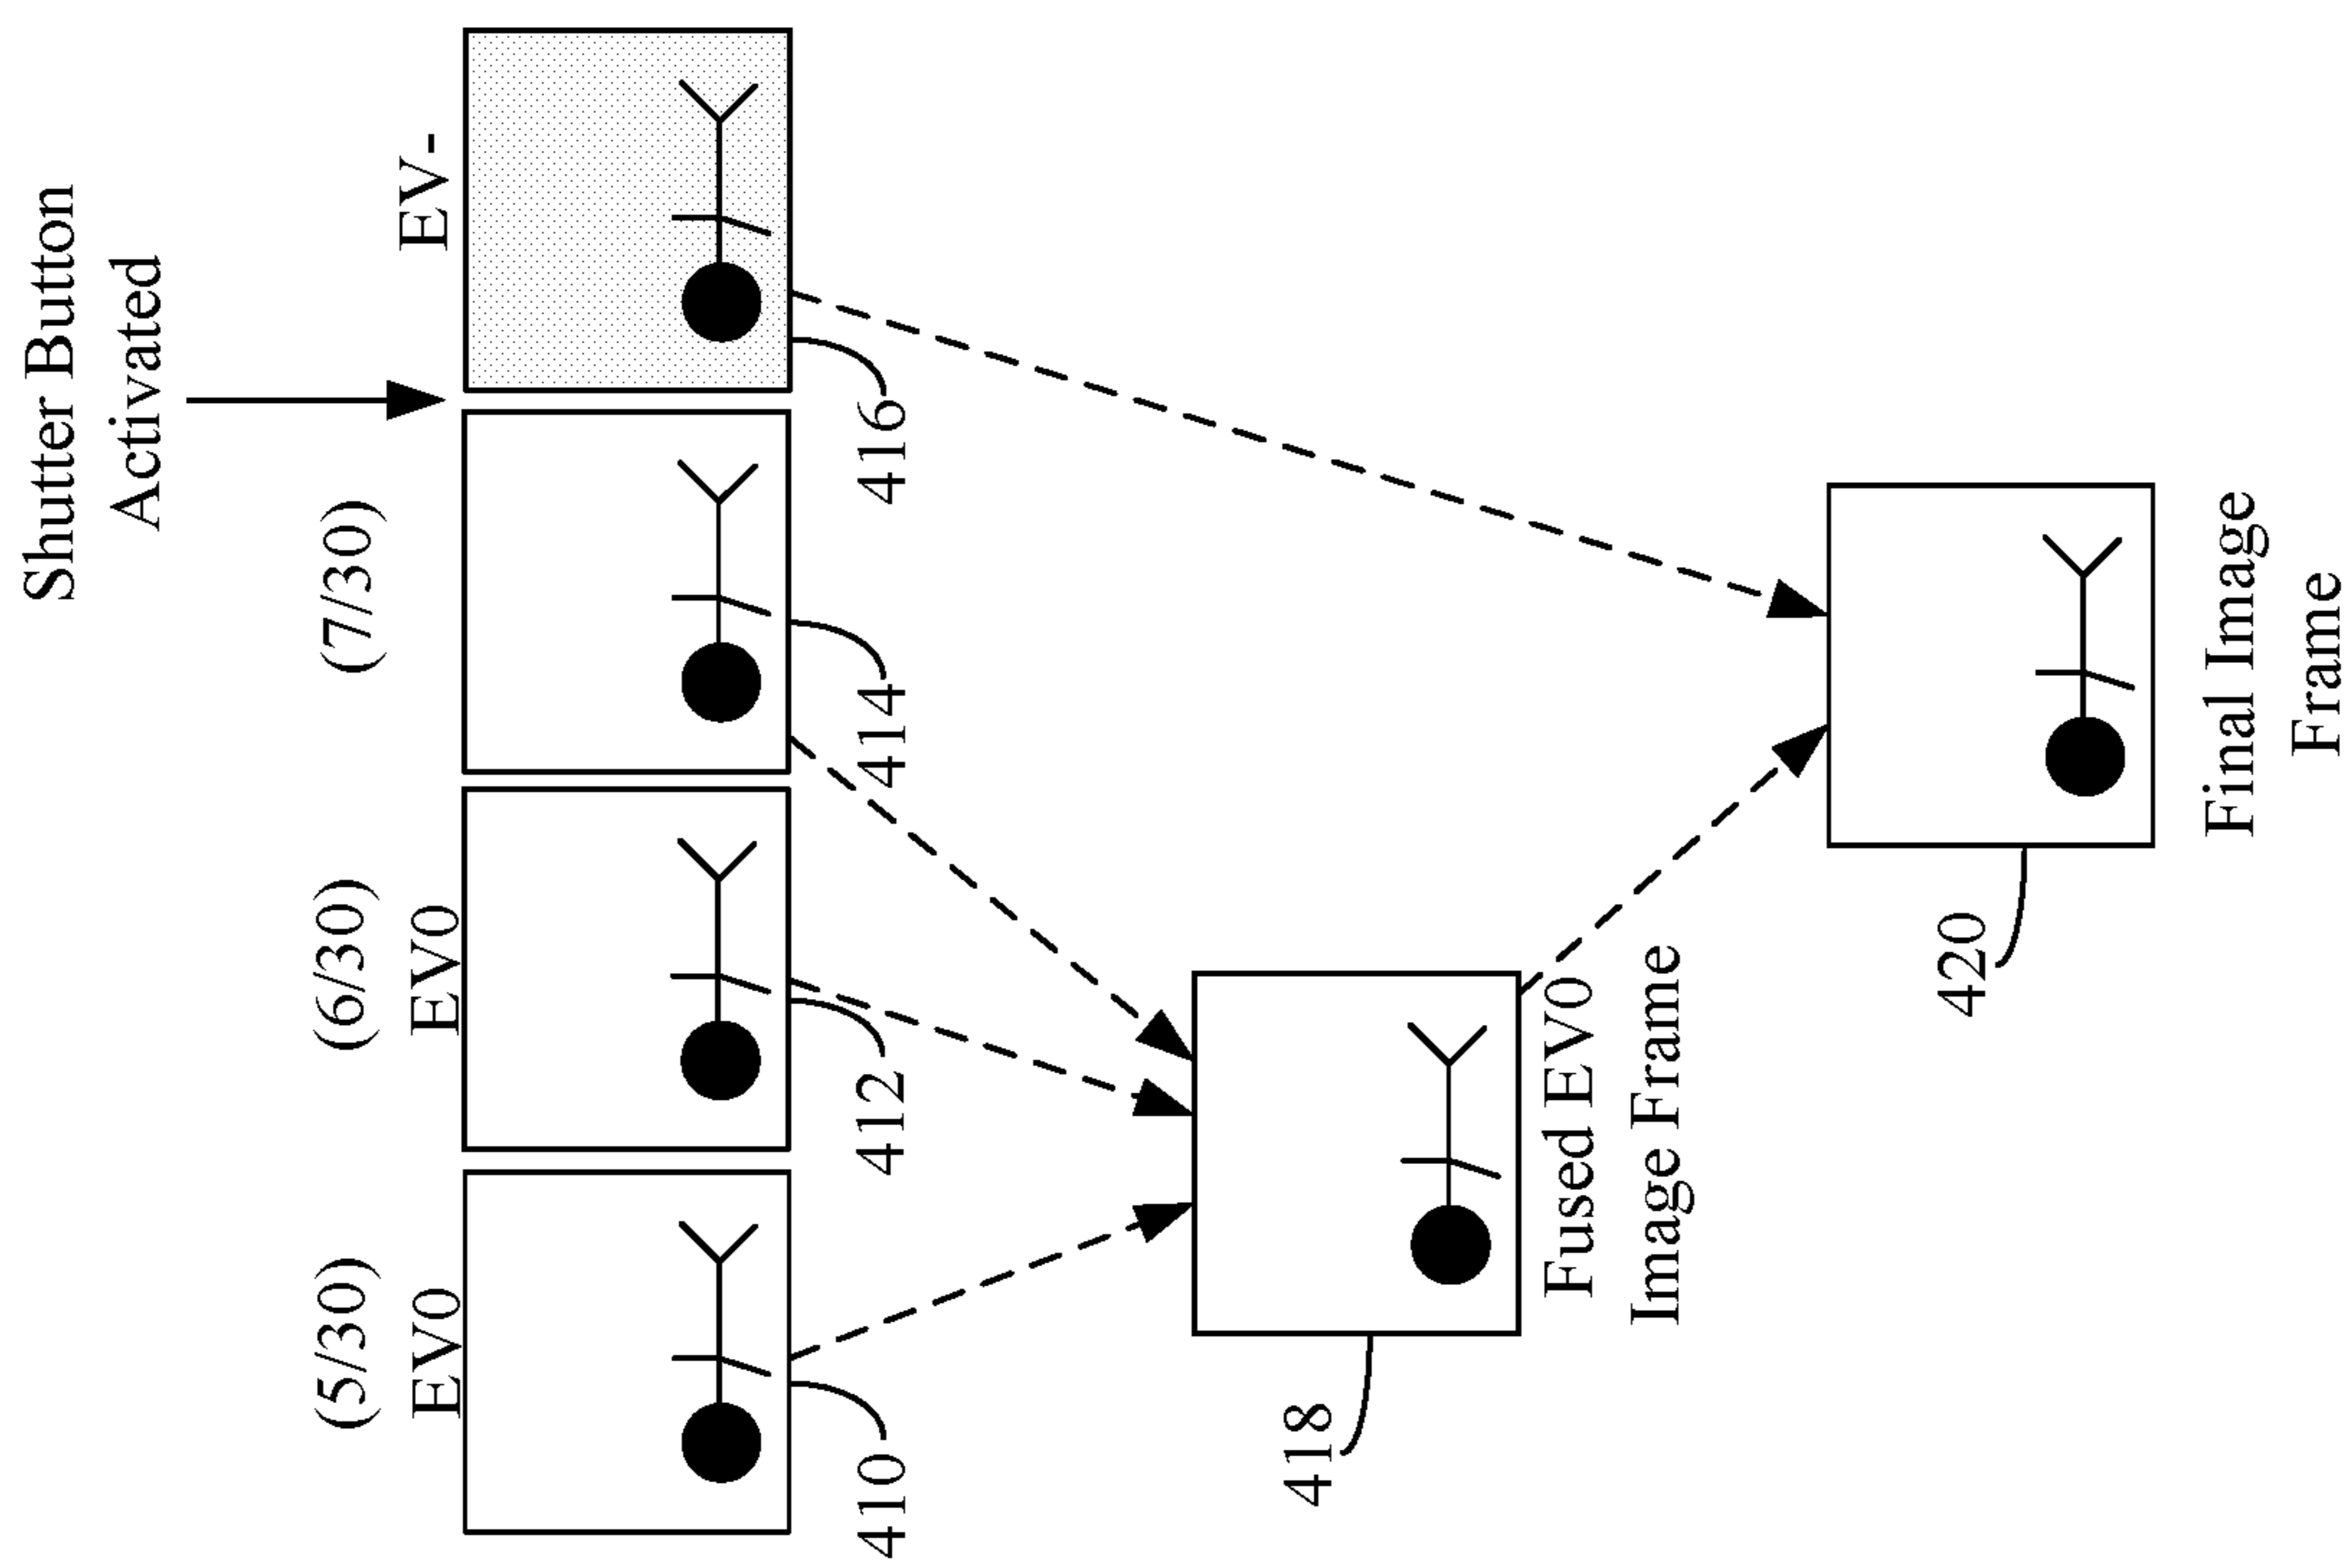 Shutter Button
Activated
(5/30) (6/30) (7/30)
EV0 EV0 EV-
410 412 414 416
418
Fused EV0
Image Frame
420
Final Image
Frame